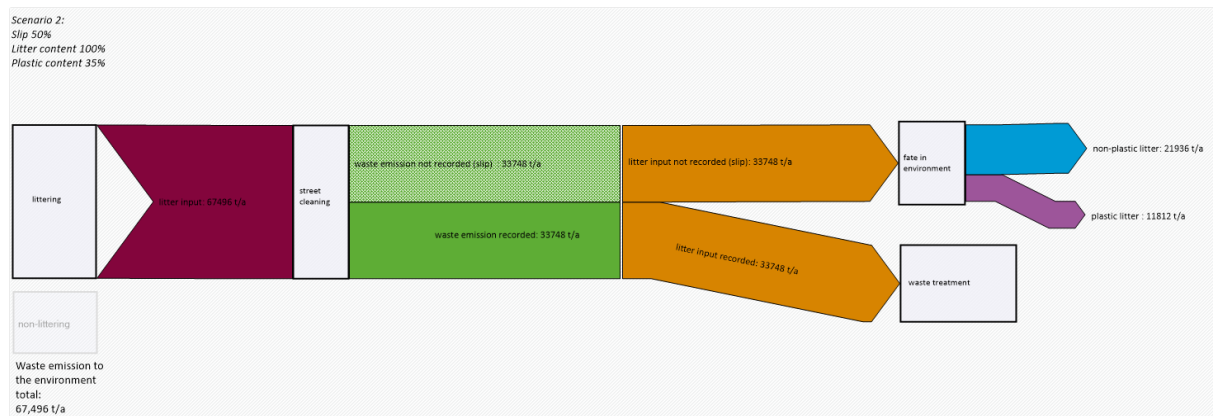 Scenario 2:
Slip 50%
Litter content 100%
Plastic content 35%
littering
litter input: 67496 t/a
street
cleaning
waste emission not recorded (slip)  : 33748 t/a
waste emission recorded: 33748 t/a
litter input not recorded (slip): 33748 t/a
litter input recorded: 33748 t/a
fate in
environment
non-plastic litter: 21936 t/a
plastic litter : 11812 t/a
waste treatment
non-littering
Waste emission to
the environment
total:
67,496 t/a